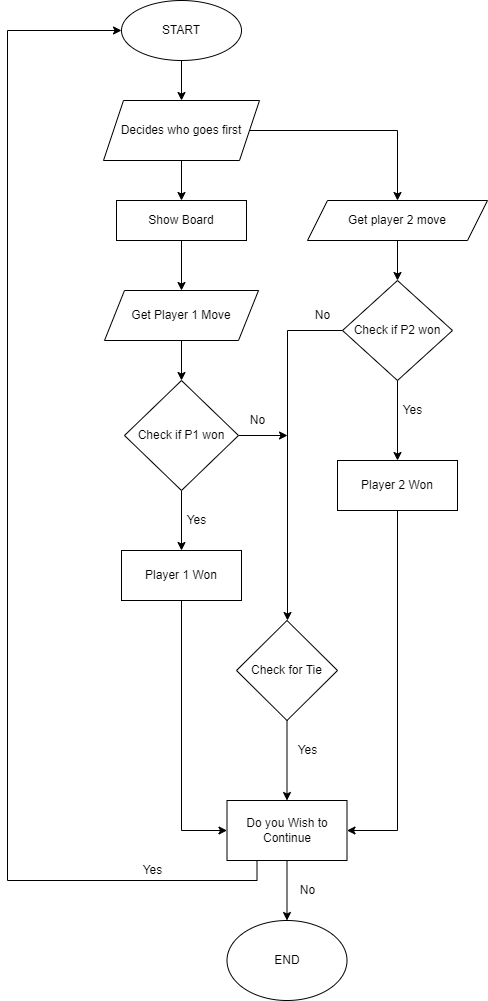 START
Decides who goes first
Show Board
Get player 2 move
Get Player 1 Move
No
Check if P2 won
Yes
No
Check if P1 won
Player 2 Won
Yes
Player 1 Won
Check for Tie
Yes
Do you Wish to
Continue
Yes
No
END